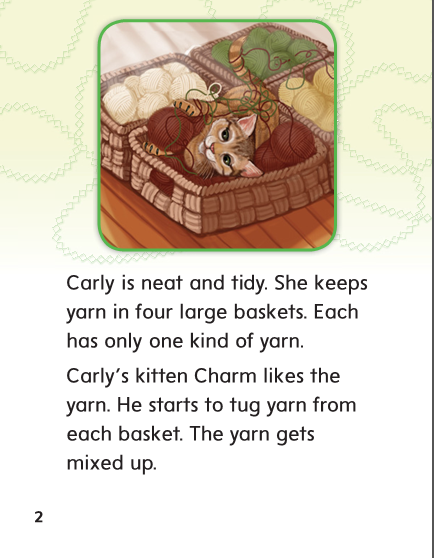 Carly is neat and tidy. She keeps
yarn in four large baskets. Each
has only one kind of yarn.
Carly’s kitten Charm likes the
yarn. He starts to tug yarn from
each basket. The yarn gets
mixed up.
2